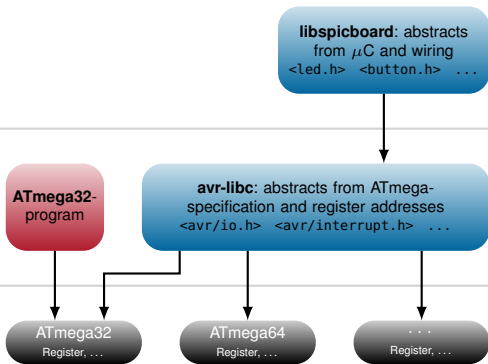 libspicboard: abstracts
from μC and wiring
<led.h> <button.h> ...
ATmega32-
program
avr-libc: abstracts from ATmega-
specification and register addresses
<avr/io.h> <avr/interrupt.h> ...
ATmega32
Register, ...
ATmega64
Register, ...
...
Register, ...